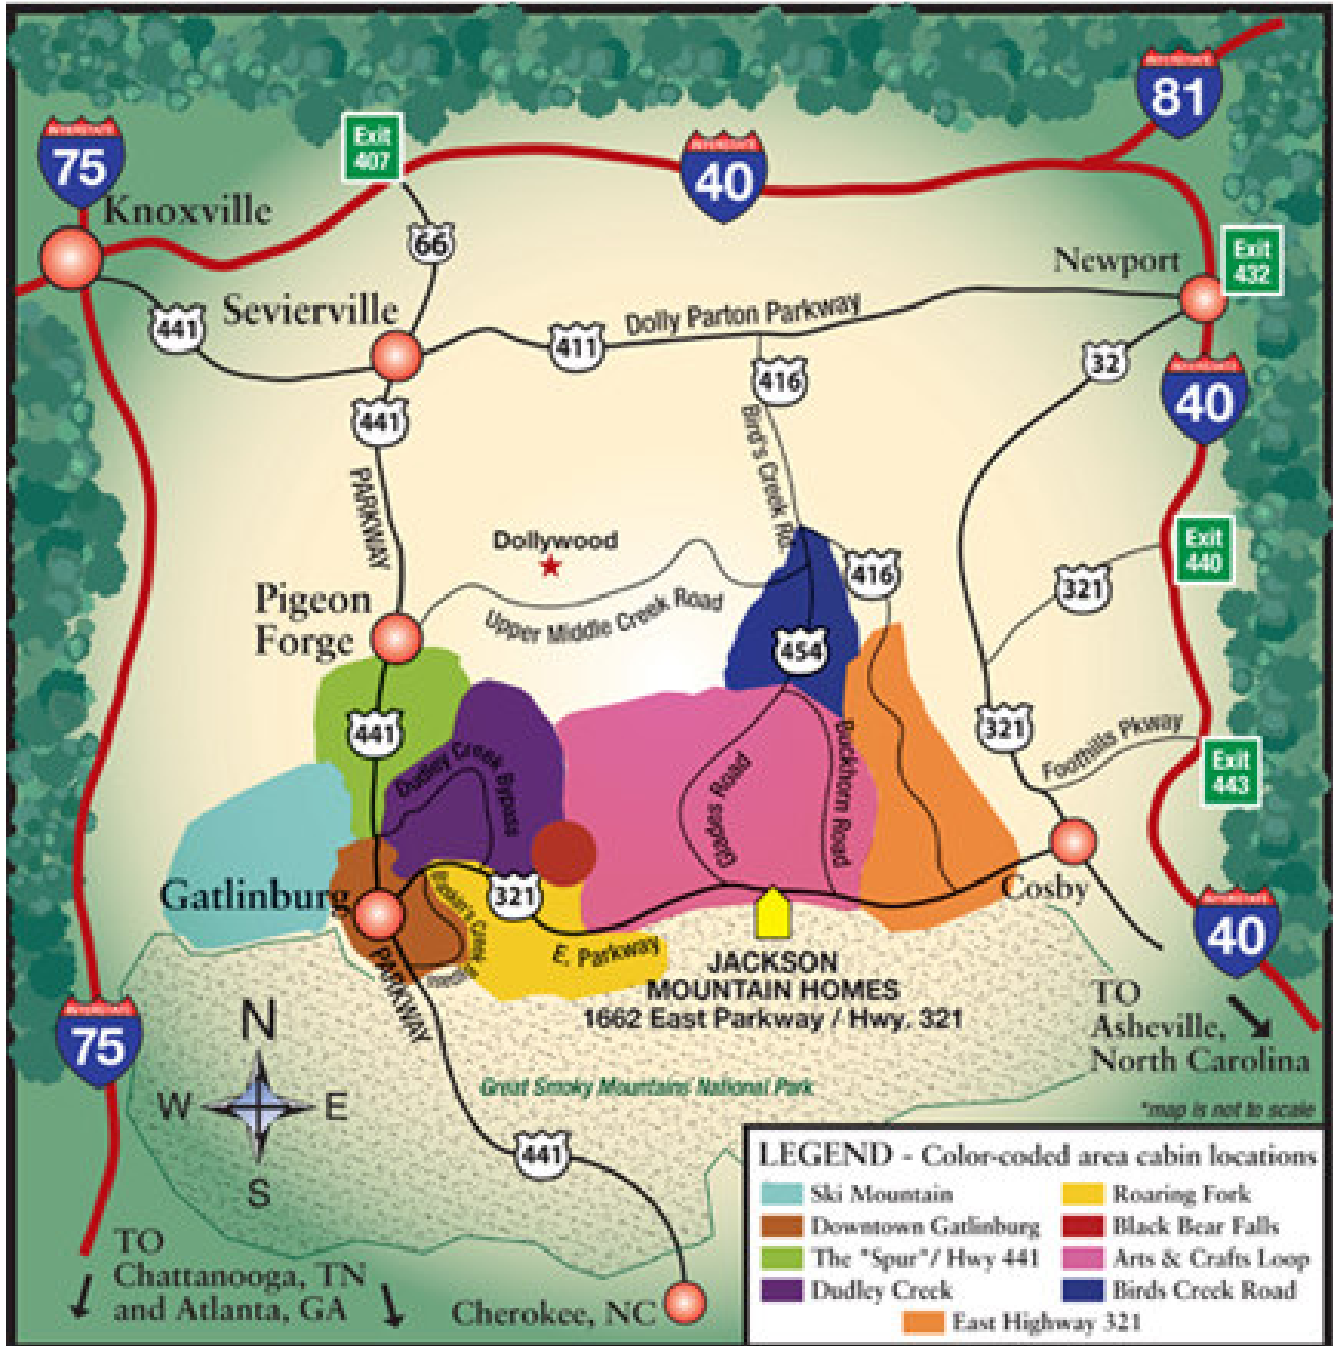 INTERSTATE
81
INTERSTATE
75
Exit
407
INTERSTATE
40
Knoxville
66
Newport
Exit
432
Sevierville
441
Dolly Parton Parkway
411
416
32
INTERSTATE
40
441
PARKWAY
Bird's Creek Rd
Dollywood
416
Exit
440
321
Pigeon
Forge
Upper Middle Creek Road
454
441
321
Foothills Pkway
Exit
443
Dudley Creek Bypass
Glades Road
Buckhorn Road
Gatlinburg
321
Cosby
INTERSTATE
40
E. Parkway
PARKWAY
JACKSON
MOUNTAIN HOMES
1662 East Parkway / Hwy. 321
TO
Asheville,
North Carolina
INTERSTATE
75
N
W
E
S
Great Smoky Mountains National Park
*map is not to scale
441
TO
Chattanooga, TN
and Atlanta, GA
Cherokee, NC
LEGEND - Color-coded area cabin locations
Ski Mountain
Roaring Fork
Downtown Gatlinburg
Black Bear Falls
The "Spur"/ Hwy 441
Arts & Crafts Loop
Dudley Creek
Birds Creek Road
East Highway 321